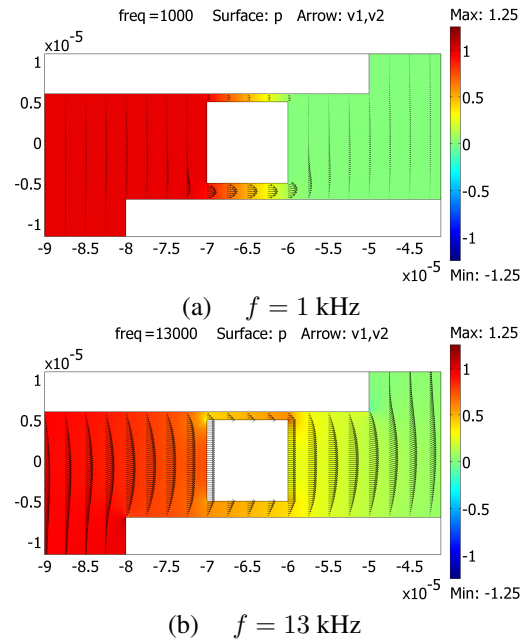 freq =1000 Surface: p Arrow: v1,v2 Max: 1.25
x10⁻⁵
1
0.5
0
-0.5
-1
-9 -8.5 -8 -7.5 -7 -6.5 -6 -5.5 -5 -4.5
x10⁻⁵
1
0.5
0
-0.5
-1
Min: -1.25
(a) f = 1 kHz
freq =13000 Surface: p Arrow: v1,v2 Max: 1.25
x10⁻⁵
1
0.5
0
-0.5
-1
-9 -8.5 -8 -7.5 -7 -6.5 -6 -5.5 -5 -4.5
x10⁻⁵
1
0.5
0
-0.5
-1
Min: -1.25
(b) f = 13 kHz